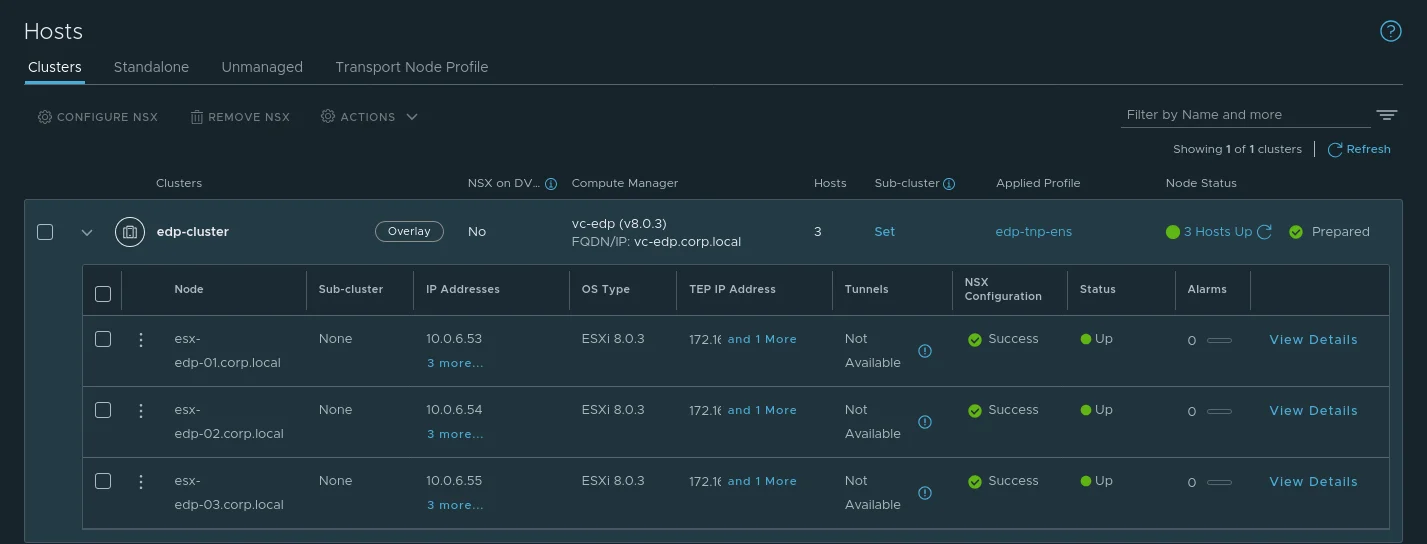 Hosts
Clusters Standalone Unmanaged Transport Node Profile
CONFIGURE NSX REMOVE NSX ACTIONS Filter by Name and more
Showing 1 of 1 clusters Refresh
Clusters NSX on DV... Compute Manager Hosts Sub-cluster Applied Profile Node Status
edp-cluster Overlay No vc-edp (v8.0.3) 3 Set edp-tnp-ens 3 Hosts Up Prepared
FQDN/IP: vc-edp.corp.local
Node Sub-cluster IP Addresses OS Type TEP IP Address Tunnels NSX Configuration Status Alarms
esx- None 10.0.6.53 ESXi 8.0.3 172.16 and 1 More Not Success Up 0 View Details
edp-01.corp.local 3 more... Available
esx- None 10.0.6.54 ESXi 8.0.3 172.16 and 1 More Not Success Up 0 View Details
edp-02.corp.local 3 more... Available
esx- None 10.0.6.55 ESXi 8.0.3 172.16 and 1 More Not Success Up 0 View Details
edp-03.corp.local 3 more... Available